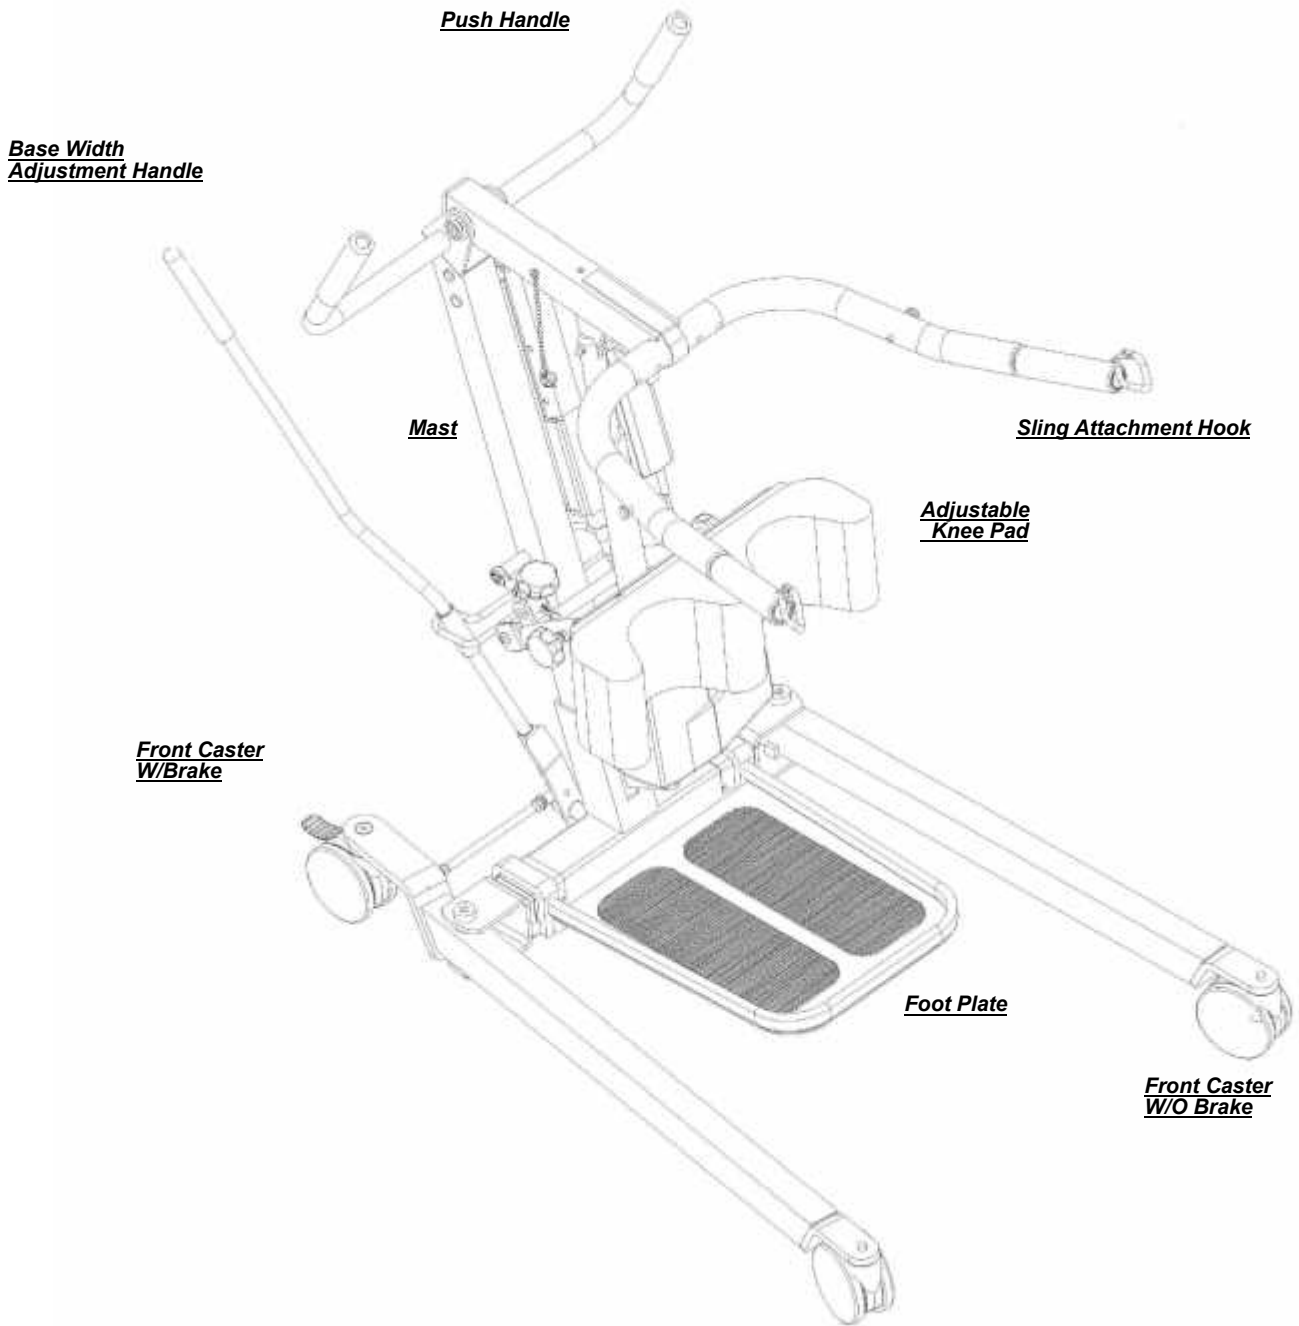 Push Handle
Base Width
Adjustment Handle
Mast
Sling Attachment Hook
Adjustable
Knee Pad
Front Caster
W/Brake
Foot Plate
Front Caster
W/O Brake